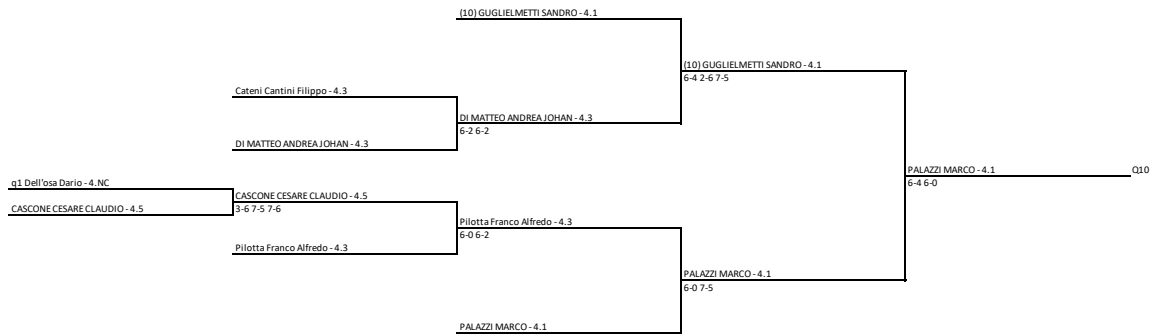 (10) GUGLIELMETTI SANDRO - 4.1
(10) GUGLIELMETTI SANDRO - 4.1
6-4 2-6 7-5
Cateni Cantini Filippo - 4.3
DI MATTEO ANDREA JOHAN - 4.3
6-2 6-2
DI MATTEO ANDREA JOHAN - 4.3
PALAZZI MARCO - 4.1
Q10
6-4 6-0
q1 Dell'osa Dario - 4.NC
CASCONE CESARE CLAUDIO - 4.5
3-6 7-5 7-6
CASCONE CESARE CLAUDIO - 4.5
Pilotta Franco Alfredo - 4.3
6-0 6-2
Pilotta Franco Alfredo - 4.3
PALAZZI MARCO - 4.1
6-0 7-5
PALAZZI MARCO - 4.1